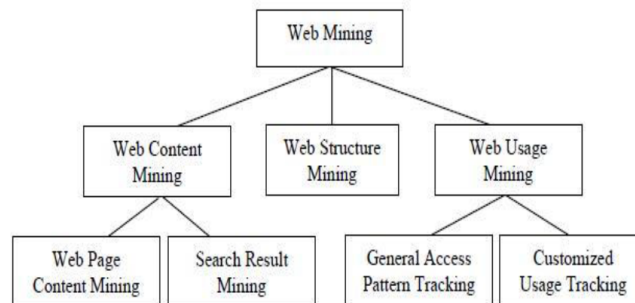 Web Mining
Web Content
Mining
Web Structure
Mining
Web Usage
Mining
Web Page
Content Mining
Search Result
Mining
General Access
Pattern Tracking
Customized
Usage Tracking